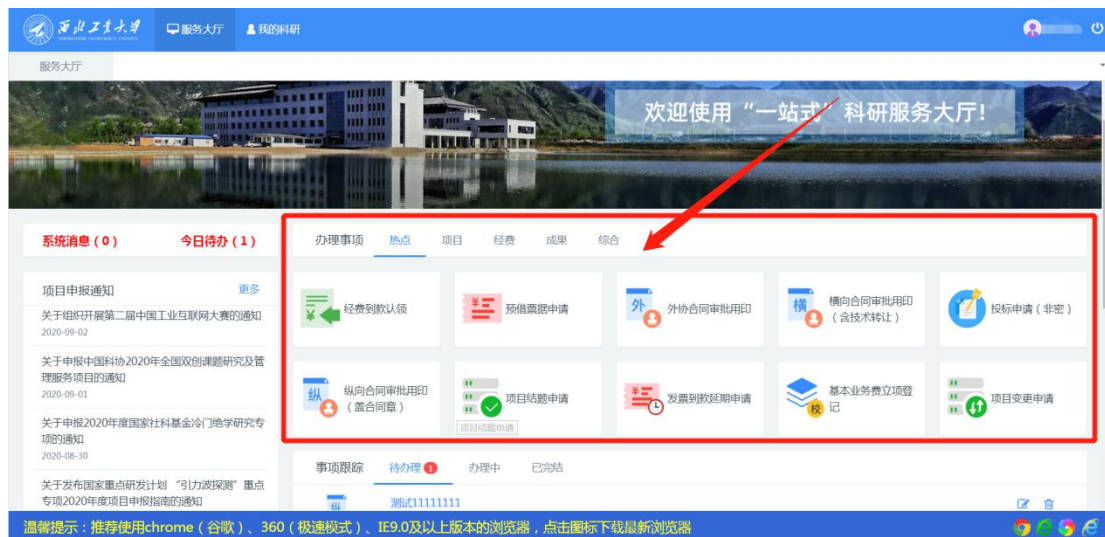 西北工业大学
服务大厅
我的科研
服务大厅
欢迎使用“一站式”科研服务大厅!
系统消息(0)
今日待办(1)
项目申报通知
更多
关于组织开展第二届中国工业互联网大赛的通知
2020-09-02
关于申报中国科协2020年全国双创课题研究及管
理服务项目的通知
2020-09-01
关于申报2020年度国家社科基金冷门绝学研究专
项的通知
2020-08-30
关于发布国家重点研发计划 “引力波探测” 重点
专项2020年度项目申报指南的通知
办理事项
热点
项目
经费
成果
综合
¥
经费到款认领
¥
预借票据申请
外
外协合同审批用印
横
横向合同审批用印
(含技术转让)
投标申请(非密)
纵
纵向合同审批用印
(盖合同章)
项目结题申请
项目结题申请
¥
发票到款延期申请
校
基本业务费立项登
记
项目变更申请
事项跟踪
待办理 1
办理中
已完结
纵
测试11111111
温馨提示:推荐使用chrome(谷歌)、360(极速模式)、IE9.0及以上版本的浏览器,点击图标下载最新浏览器